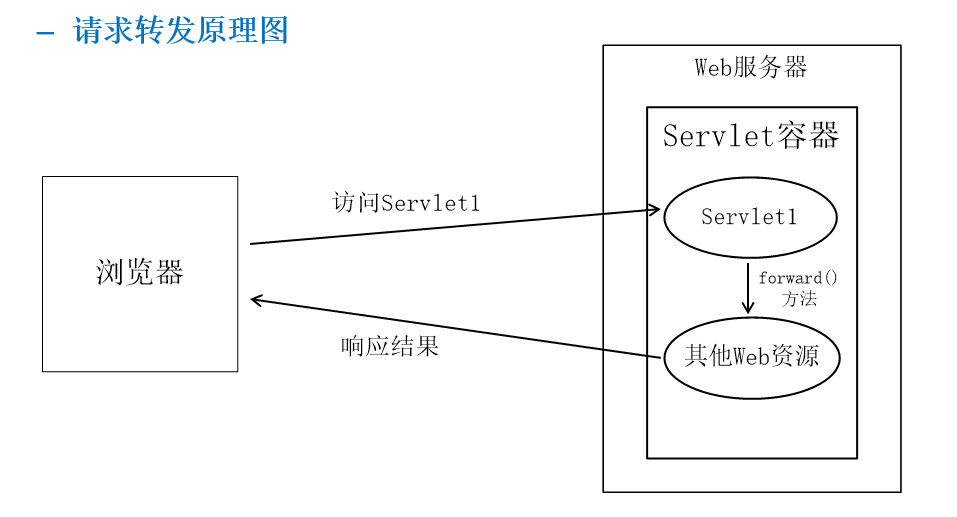 – 请求转发原理图
Web服务器
Servlet容器
访问Servlet1
Servlet1
浏览器
forward()
方法
响应结果
其他Web资源